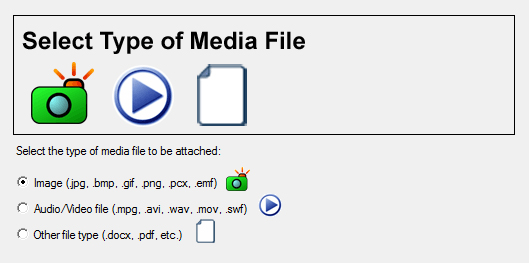 Select Type of Media File
Select the type of media file to be attached:
Image (.jpg, .bmp, .gif, .png, .pcx, .emf)
Audio/Video file (.mpg, .avi, .wav, .mov, .swf)
Other file type (.docx, .pdf, etc.)